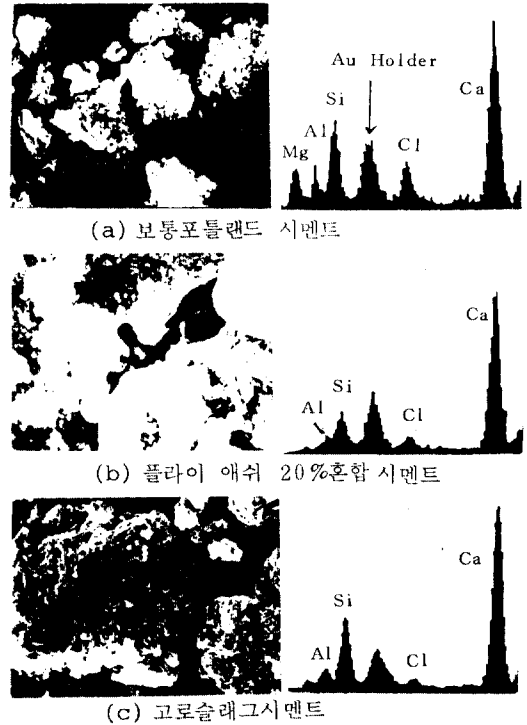 Au Holder
Ca
Si
Al
Cl
Mg
(a) 보통포틀랜드 시멘트
Ca
Si
Al
Cl
(b) 플라이 애쉬 20%혼합 시멘트
Ca
Si
Al
Cl
(c) 고로슬래그시멘트